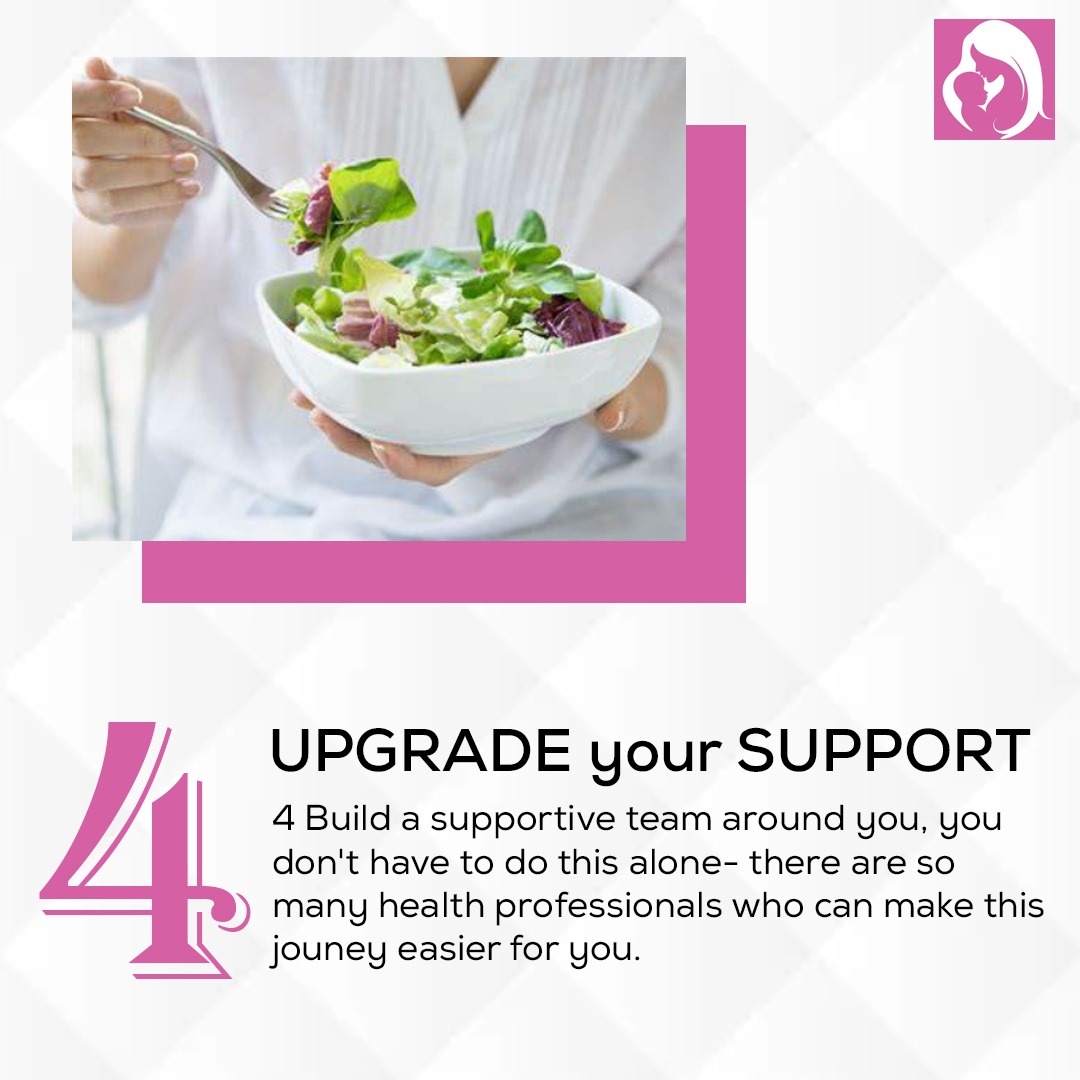 4
UPGRADE your SUPPORT
4 Build a supportive team around you, you
don't have to do this alone- there are so
many health professionals who can make this
jouney easier for you.